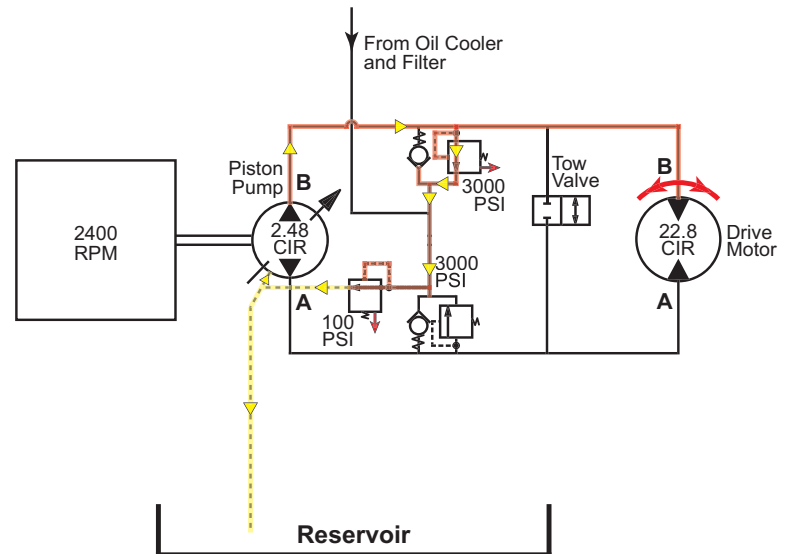 From Oil Cooler
and Filter
Piston
Pump
B
3000
PSI
Tow
Valve
B
2400
RPM
2.48
CIR
22.8
CIR
Drive
Motor
A
3000
PSI
A
100
PSI
Reservoir